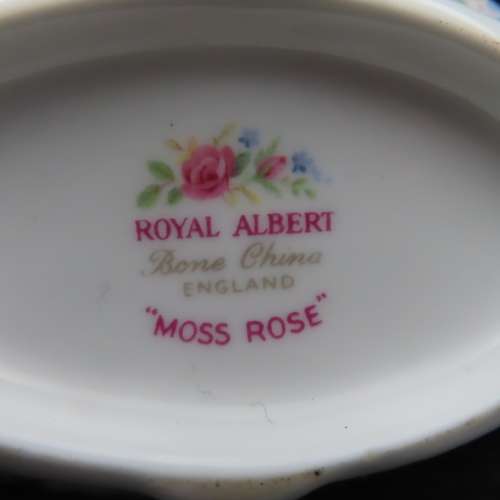 ROYAL ALBERT
Bone China
ENGLAND
"MOSS ROSE"